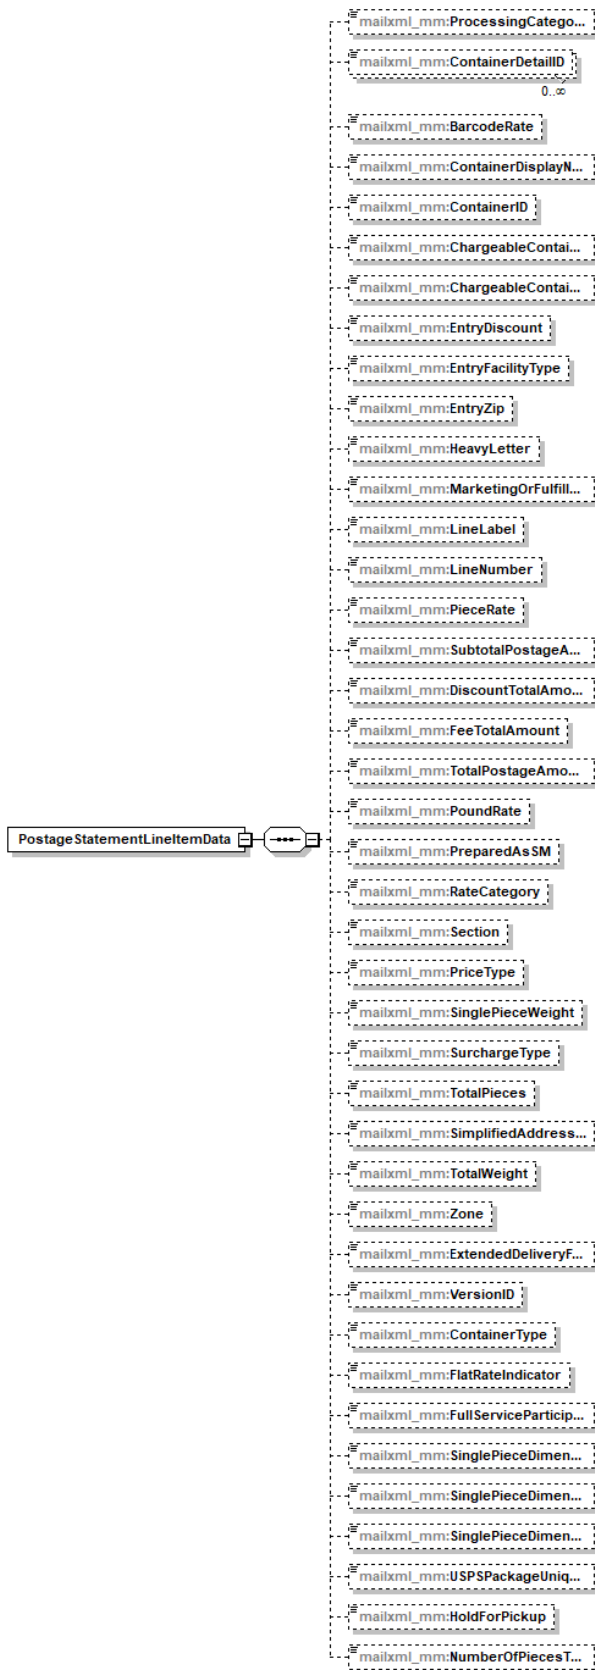 mailxml_mm:ProcessingCatego...
mailxml_mm:ContainerDetailID
0..∞
mailxml_mm:BarcodeRate
mailxml_mm:ContainerDisplayN...
mailxml_mm:ContainerID
mailxml_mm:ChargeableContai...
mailxml_mm:ChargeableContai...
mailxml_mm:EntryDiscount
mailxml_mm:EntryFacilityType
mailxml_mm:EntryZip
mailxml_mm:HeavyLetter
mailxml_mm:MarketingOrFulfill...
mailxml_mm:LineLabel
mailxml_mm:LineNumber
mailxml_mm:PieceRate
mailxml_mm:SubtotalPostageA...
mailxml_mm:DiscountTotalAmo...
mailxml_mm:FeeTotalAmount
mailxml_mm:TotalPostageAmo...
mailxml_mm:PoundRate
PostageStatementLineItemData
mailxml_mm:PreparedAsSM
mailxml_mm:RateCategory
mailxml_mm:Section
mailxml_mm:PriceType
mailxml_mm:SinglePieceWeight
mailxml_mm:SurchargeType
mailxml_mm:TotalPieces
mailxml_mm:SimplifiedAddress...
mailxml_mm:TotalWeight
mailxml_mm:Zone
mailxml_mm:ExtendedDeliveryF...
mailxml_mm:VersionID
mailxml_mm:ContainerType
mailxml_mm:FlatRateIndicator
mailxml_mm:FullServiceParticip...
mailxml_mm:SinglePieceDimen...
mailxml_mm:SinglePieceDimen...
mailxml_mm:SinglePieceDimen...
mailxml_mm:USPSPackageUniq...
mailxml_mm:HoldForPickup
mailxml_mm:NumberOfPiecesT...